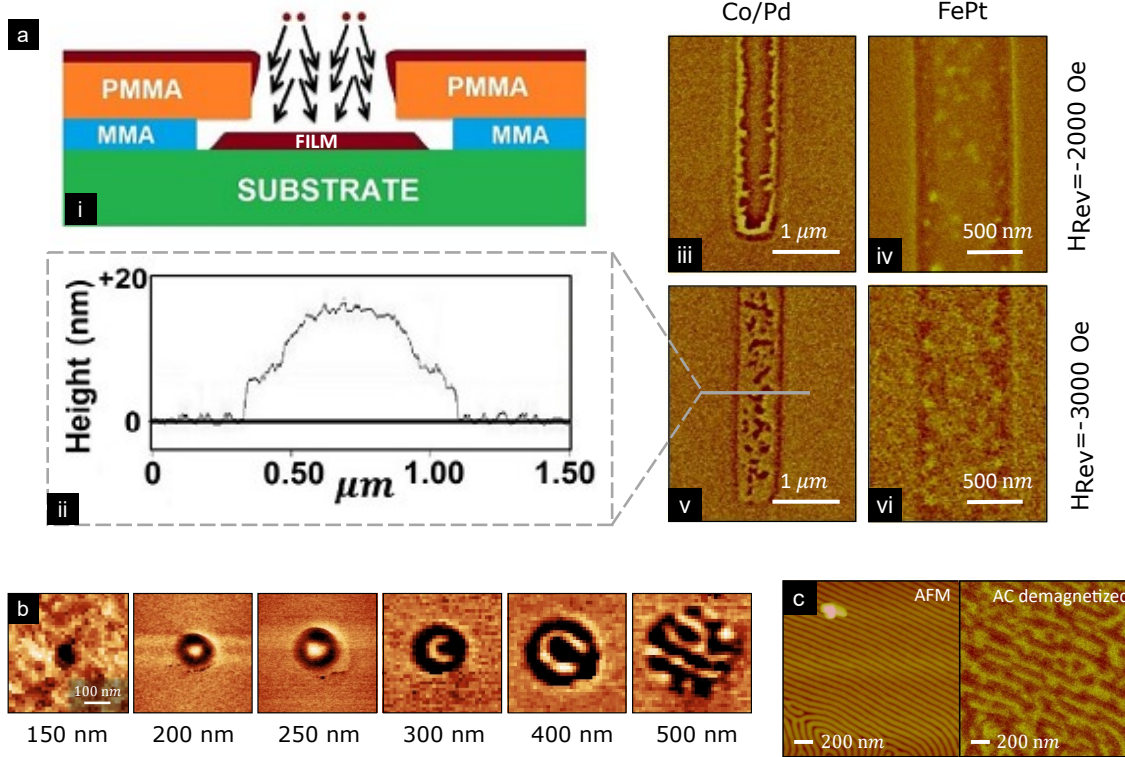 a
PMMA
PMMA
MMA
MMA
FILM
SUBSTRATE
i
Height (nm)
+20
0
0
0.50
1.00
1.50
μm
ii
Co/Pd
FePt
1 μm
iii
500 nm
iv
HRev=-2000 Oe
1 μm
v
500 nm
vi
HRev=-3000 Oe
b
100 nm
150 nm
200 nm
250 nm
300 nm
400 nm
500 nm
c
AFM
AC demagnetized
200 nm
200 nm